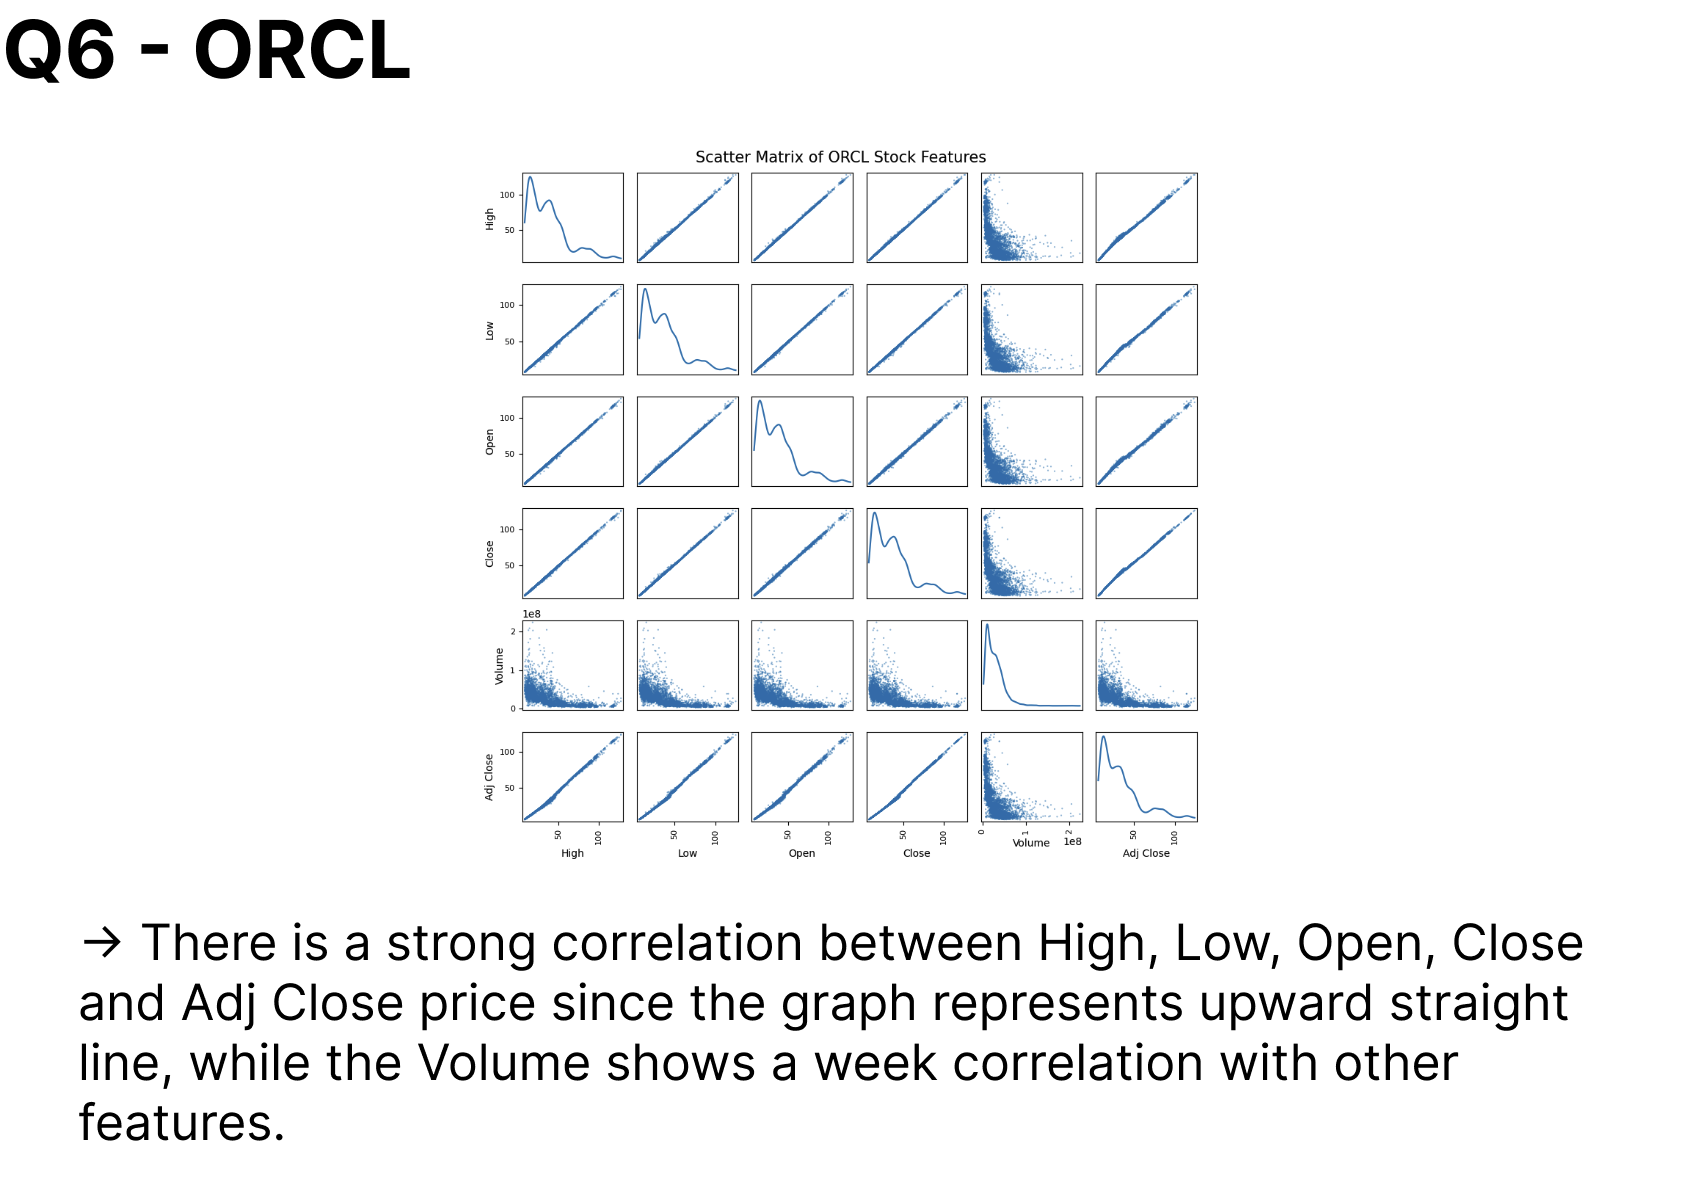 Q6 - ORCL
Scatter Matrix of ORCL Stock Features
High
100
50
Low
100
50
Open
100
50
Close
100
50
1e8
Volume
2
1
0
Adj Close
100
50
50
100
50
100
50
100
50
100
0
1
2
1e8
50
100
High
Low
Open
Close
Volume
Adj Close
→ There is a strong correlation between High, Low, Open, Close
and Adj Close price since the graph represents upward straight
line, while the Volume shows a week correlation with other
features.